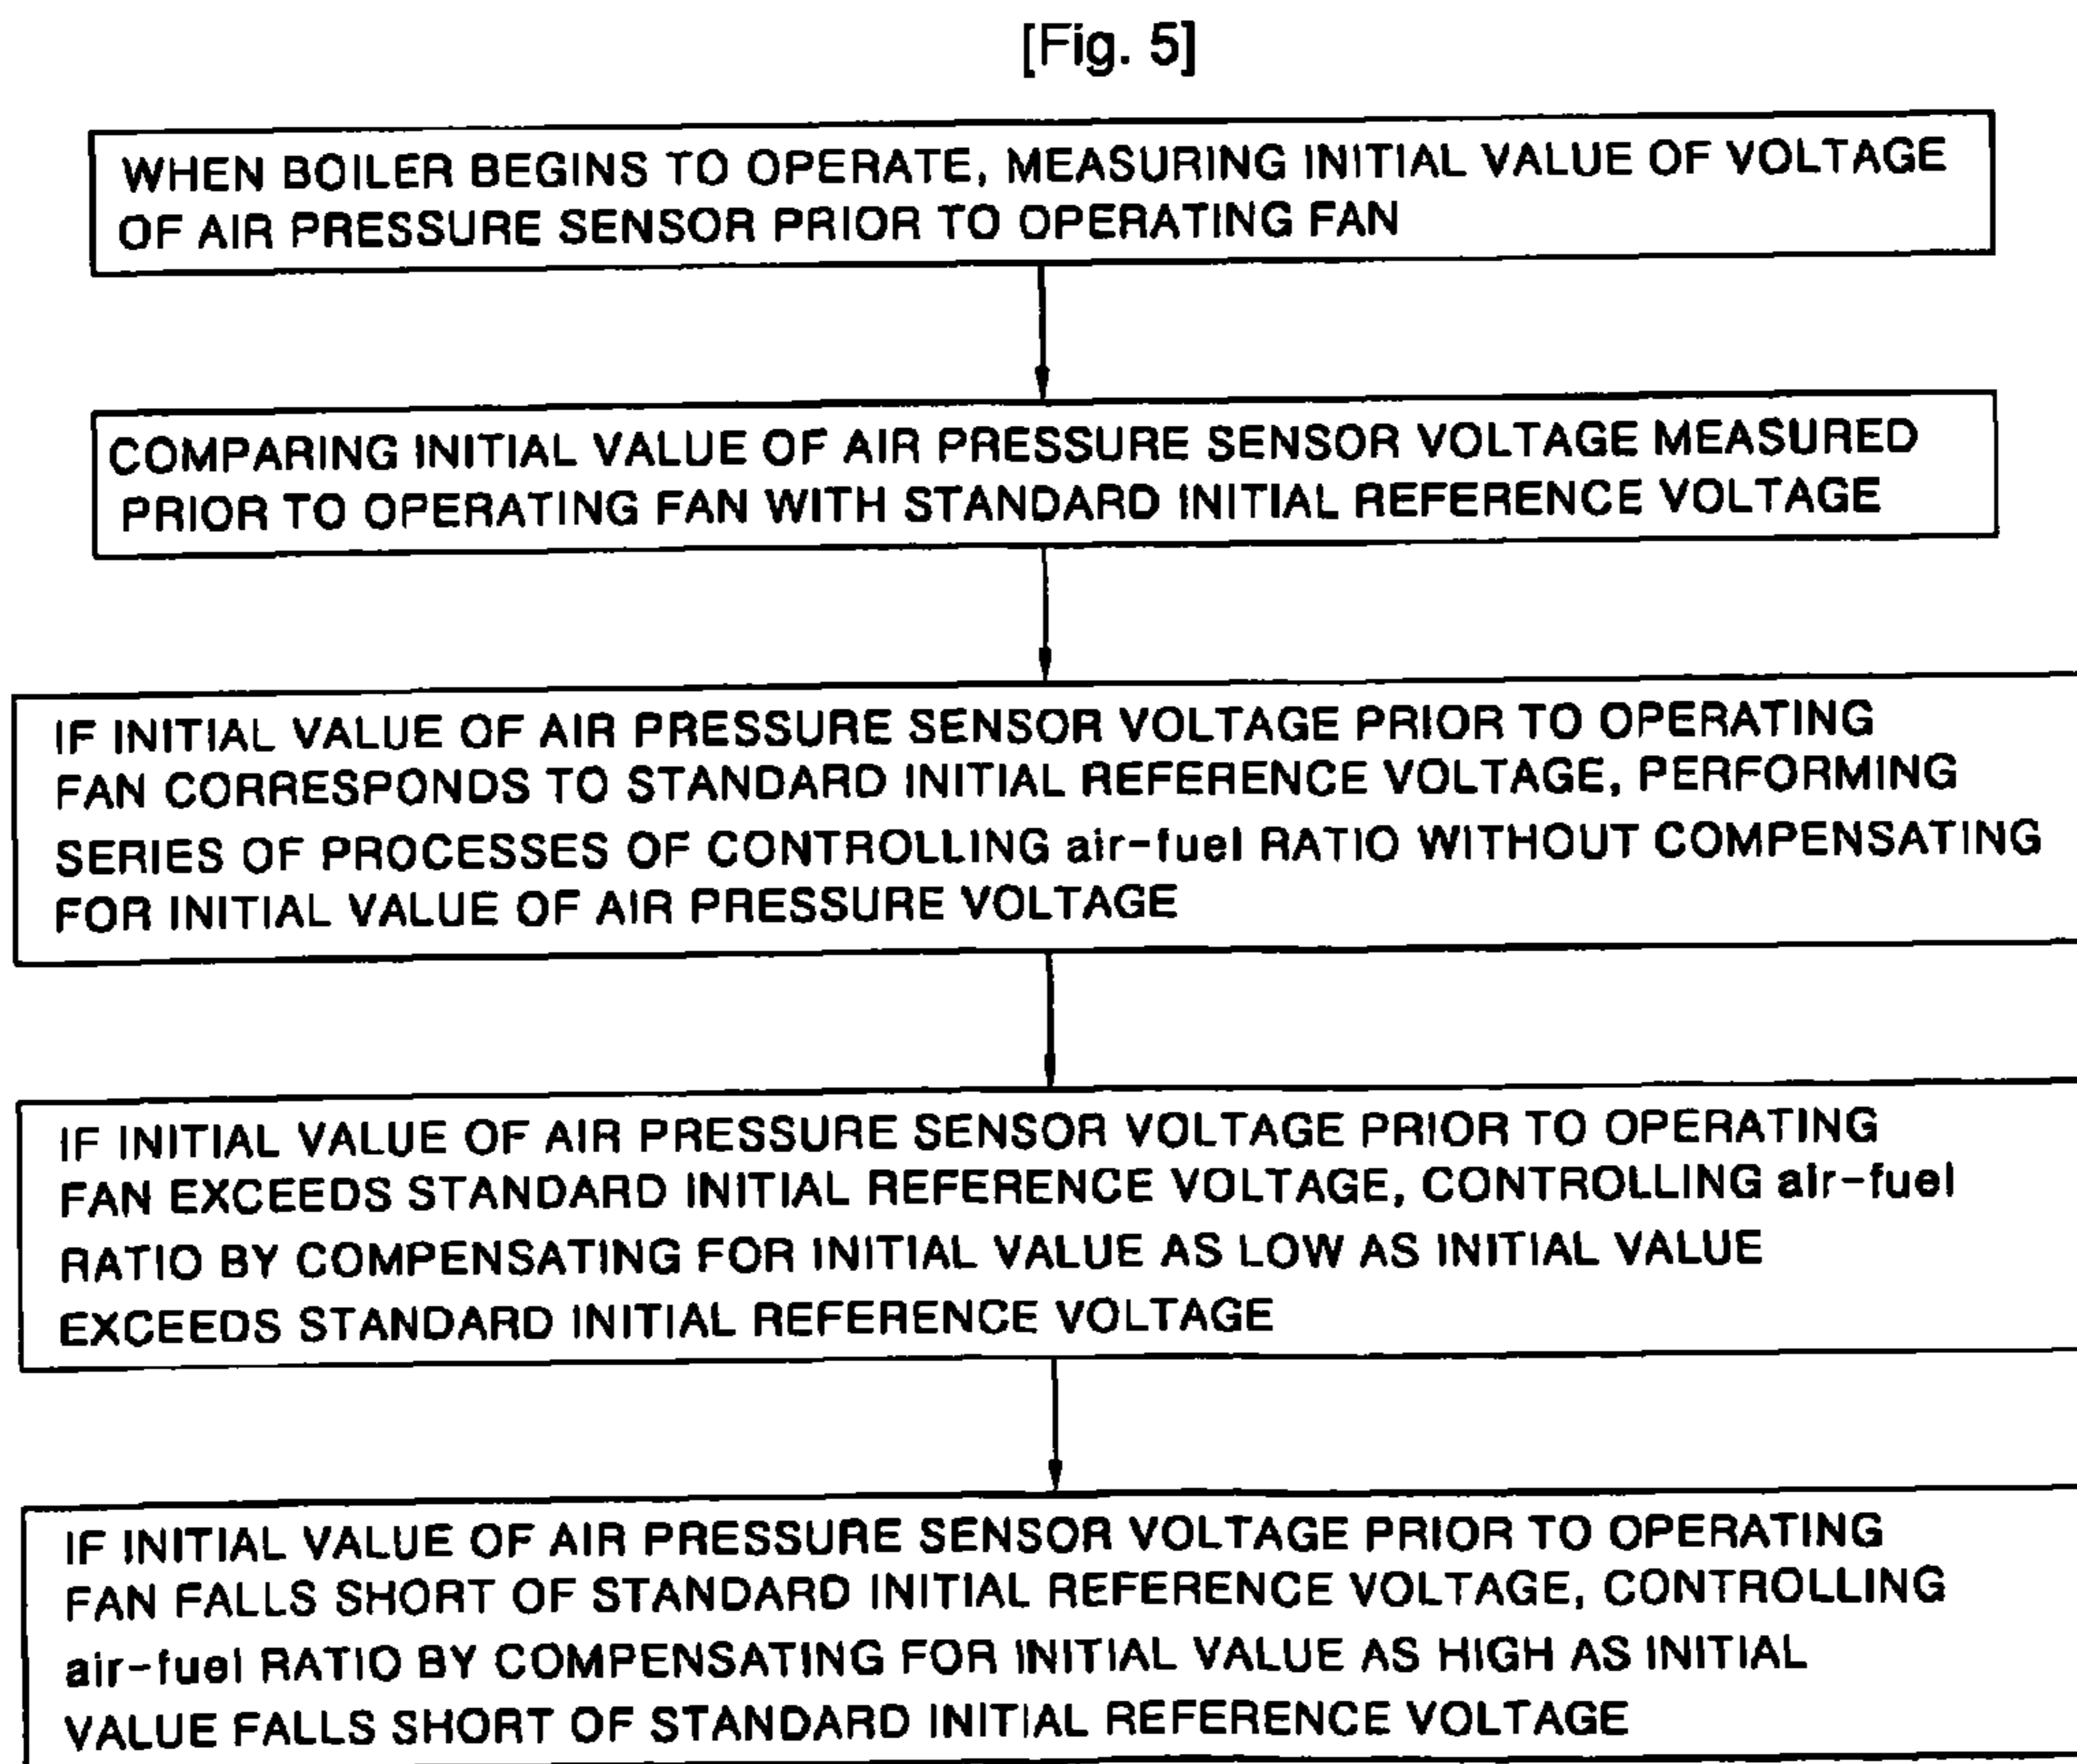 [Fig. 5]
WHEN BOILER BEGINS TO OPERATE, MEASURING INITIAL VALUE OF VOLTAGE
OF AIR PRESSURE SENSOR PRIOR TO OPERATING FAN
COMPARING INITIAL VALUE OF AIR PRESSURE SENSOR VOLTAGE MEASURED
PRIOR TO OPERATING FAN WITH STANDARD INITIAL REFERENCE VOLTAGE
IF INITIAL VALUE OF AIR PRESSURE SENSOR VOLTAGE PRIOR TO OPERATING
FAN CORRESPONDS TO STANDARD INITIAL REFERENCE VOLTAGE, PERFORMING
SERIES OF PROCESSES OF CONTROLLING air-fuel RATIO WITHOUT COMPENSATING
FOR INITIAL VALUE OF AIR PRESSURE VOLTAGE
IF INITIAL VALUE OF AIR PRESSURE SENSOR VOLTAGE PRIOR TO OPERATING
FAN EXCEEDS STANDARD INITIAL REFERENCE VOLTAGE, CONTROLLING air-fuel
RATIO BY COMPENSATING FOR INITIAL VALUE AS LOW AS INITIAL VALUE
EXCEEDS STANDARD INITIAL REFERENCE VOLTAGE
IF INITIAL VALUE OF AIR PRESSURE SENSOR VOLTAGE PRIOR TO OPERATING
FAN FALLS SHORT OF STANDARD INITIAL REFERENCE VOLTAGE, CONTROLLING
air-fuel RATIO BY COMPENSATING FOR INITIAL VALUE AS HIGH AS INITIAL
VALUE FALLS SHORT OF STANDARD INITIAL REFERENCE VOLTAGE